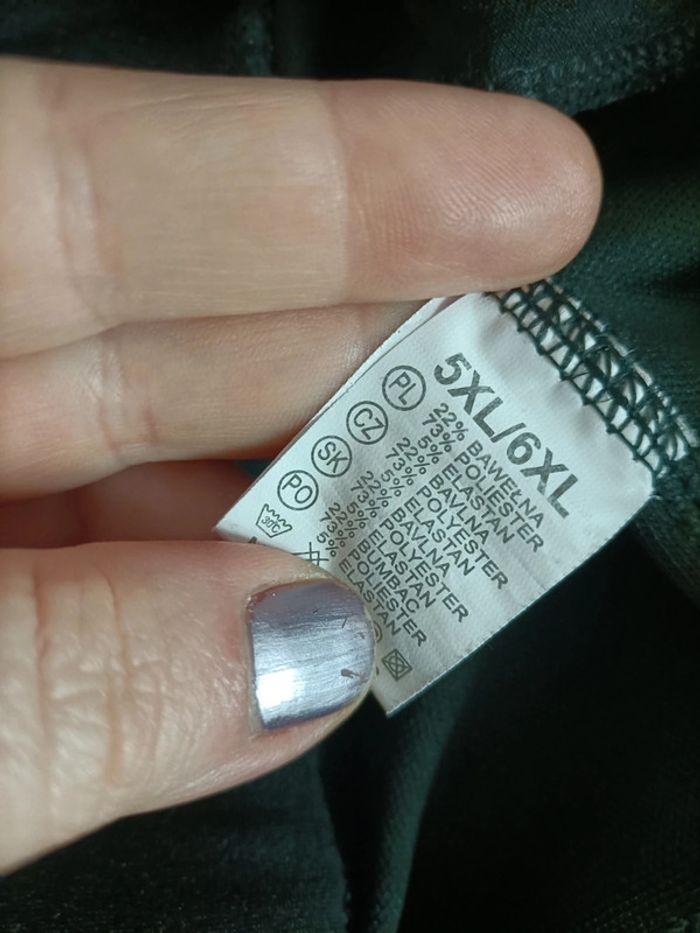 5XL/6XL
PL 22% BAWEŁNA
73% POLIESTER
5% ELASTAN
CZ 22% BAVLNA
73% POLYESTER
5% ELASTAN
SK 22% BAVLNA
73% POLYESTER
5% ELASTAN
PO 22% BUMBAC
73% POLIESTER
5% ELASTAN
30°C